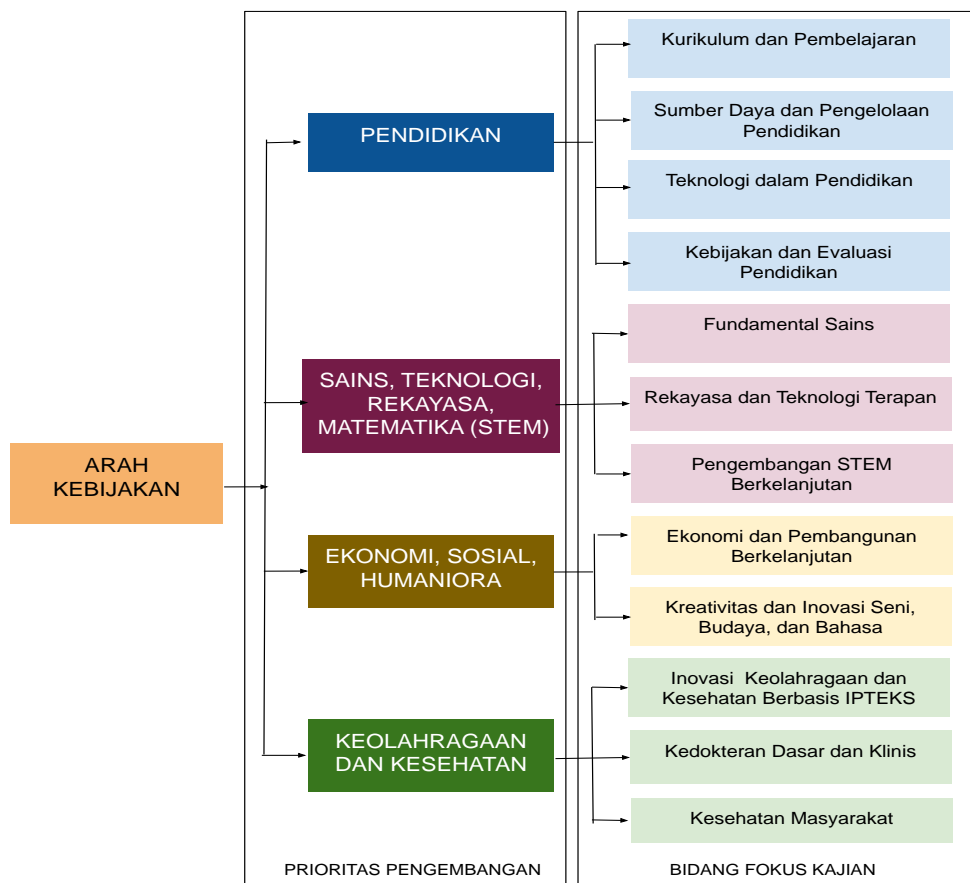 ARAH
KEBIJAKAN
PENDIDIKAN
SAINS, TEKNOLOGI,
REKAYASA,
MATEMATIKA (STEM)
EKONOMI, SOSIAL,
HUMANIORA
KEOLAHRAGAAN
DAN KESEHATAN
PRIORITAS PENGEMBANGAN
Kurikulum dan Pembelajaran
Sumber Daya dan Pengelolaan
Pendidikan
Teknologi dalam Pendidikan
Kebijakan dan Evaluasi
Pendidikan
Fundamental Sains
Rekayasa dan Teknologi Terapan
Pengembangan STEM
Berkelanjutan
Ekonomi dan Pembangunan
Berkelanjutan
Kreativitas dan Inovasi Seni,
Budaya, dan Bahasa
Inovasi Keolahragaan dan
Kesehatan Berbasis IPTEKS
Kedokteran Dasar dan Klinis
Kesehatan Masyarakat
BIDANG FOKUS KAJIAN